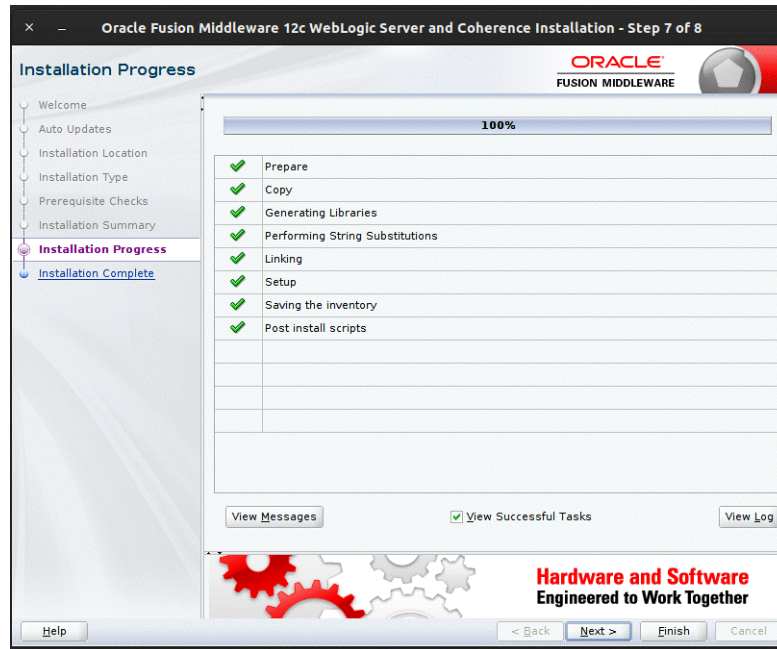 × – Oracle Fusion Middleware 12c WebLogic Server and Coherence Installation - Step 7 of 8
Installation Progress
ORACLE
FUSION MIDDLEWARE
Welcome
Auto Updates
Installation Location
Installation Type
Prerequisite Checks
Installation Summary
Installation Progress
Installation Complete
100%
Prepare
Copy
Generating Libraries
Performing String Substitutions
Linking
Setup
Saving the inventory
Post install scripts
View Messages
View Successful Tasks
View Log
Hardware and Software
Engineered to Work Together
Help
< Back
Next >
Finish
Cancel